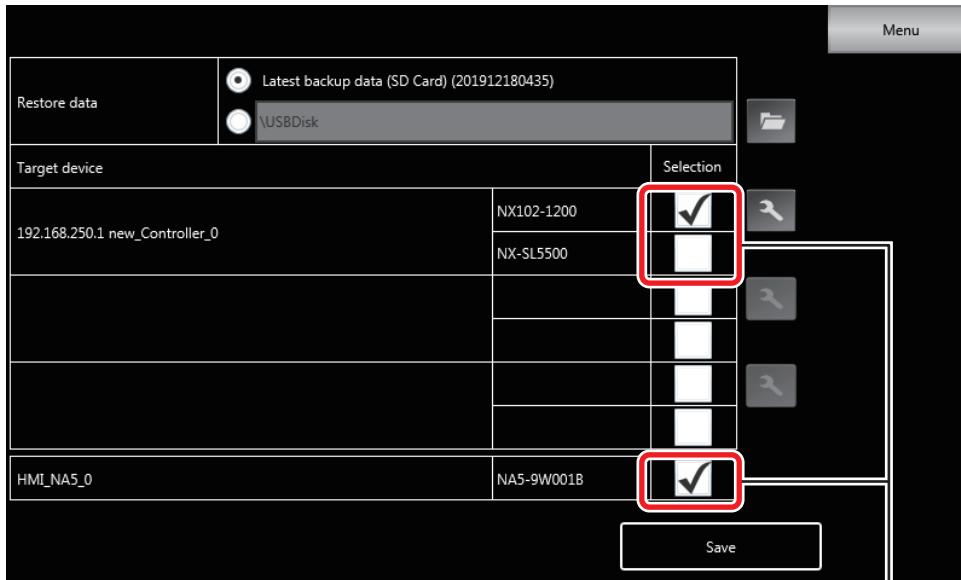 Menu
Restore data
Latest backup data (SD Card) (201912180435)
\USBDisk
Target device
Selection
192.168.250.1 new_Controller_0
NX102-1200
NX-SL5500
HMI_NA5_0
NA5-9W001B
Save